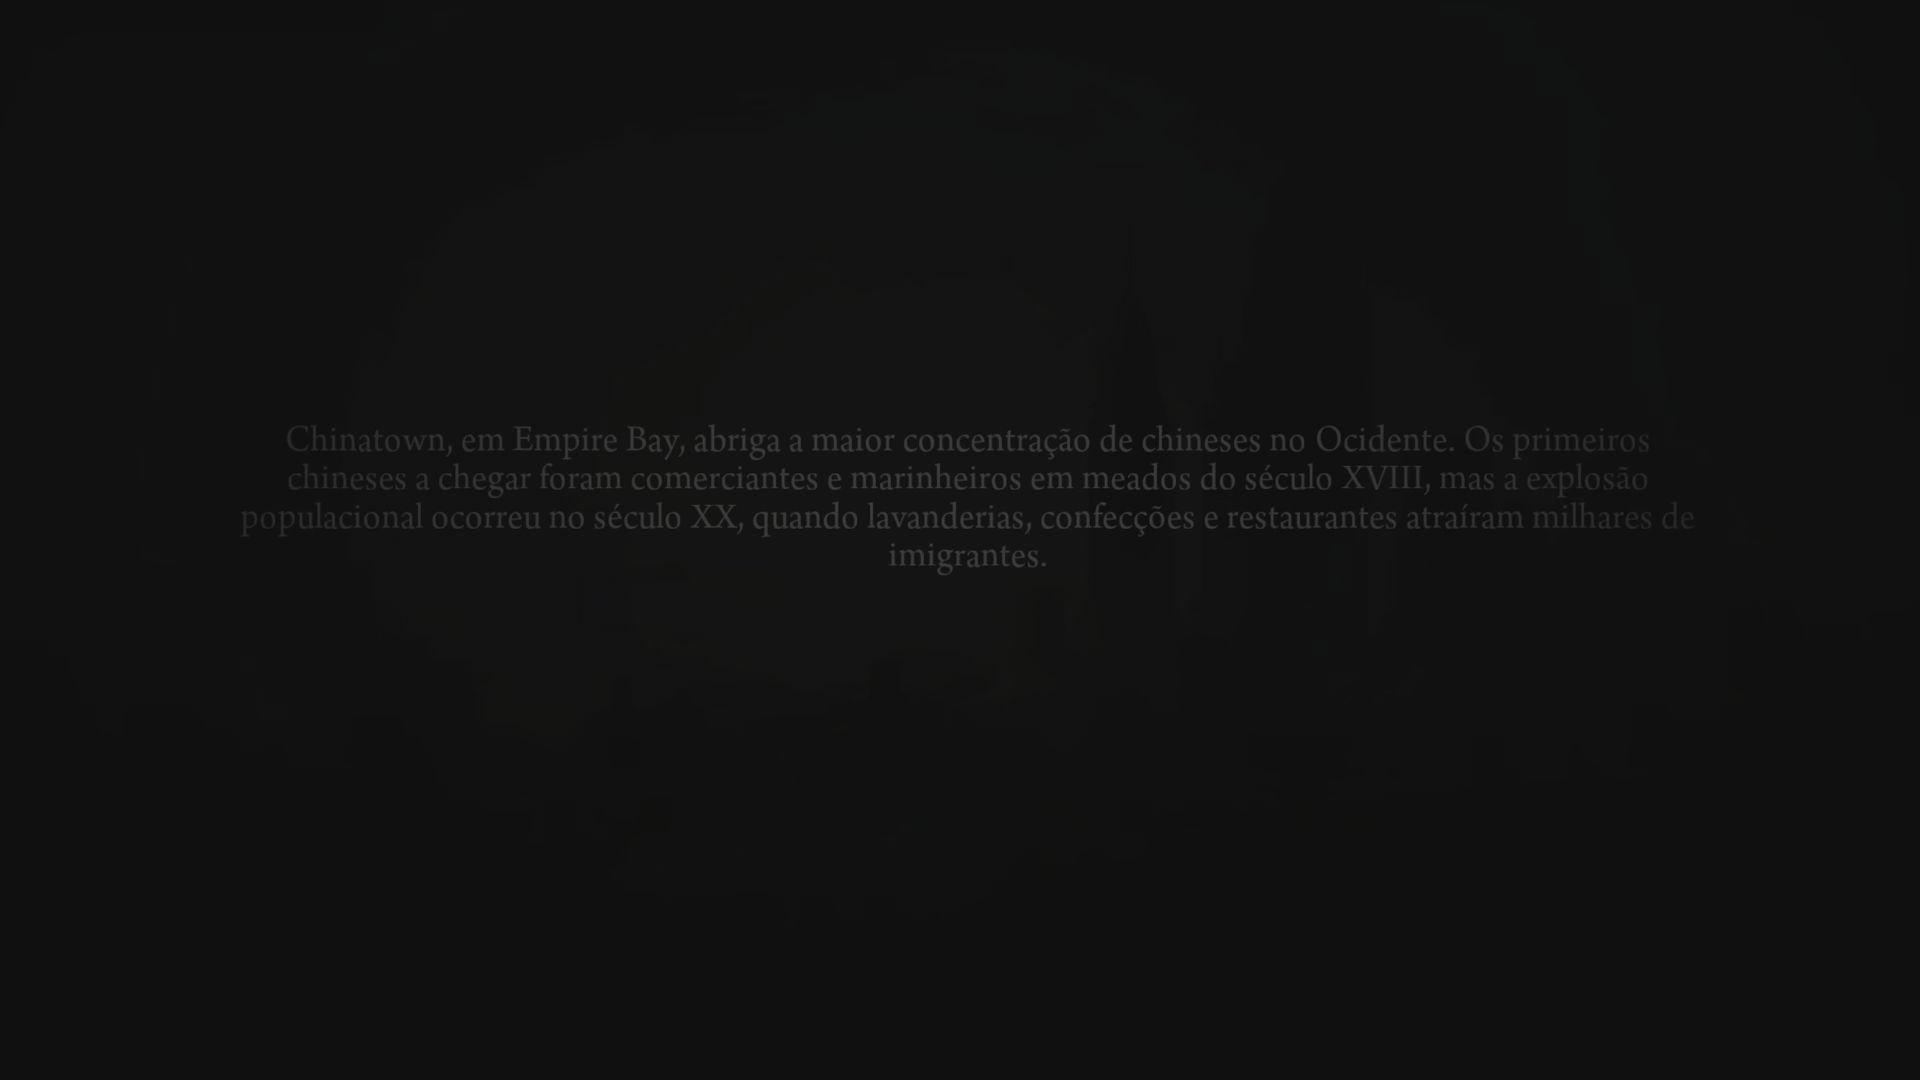 Chinatown, em Empire Bay, abriga a maior concentração de chineses no Ocidente. Os primeiros
chineses a chegar foram comerciantes e marinheiros em meados do século XVIII, mas a explosão
populacional ocorreu no século XX, quando lavanderias, confecções e restaurantes atraíram milhares de
imigrantes.